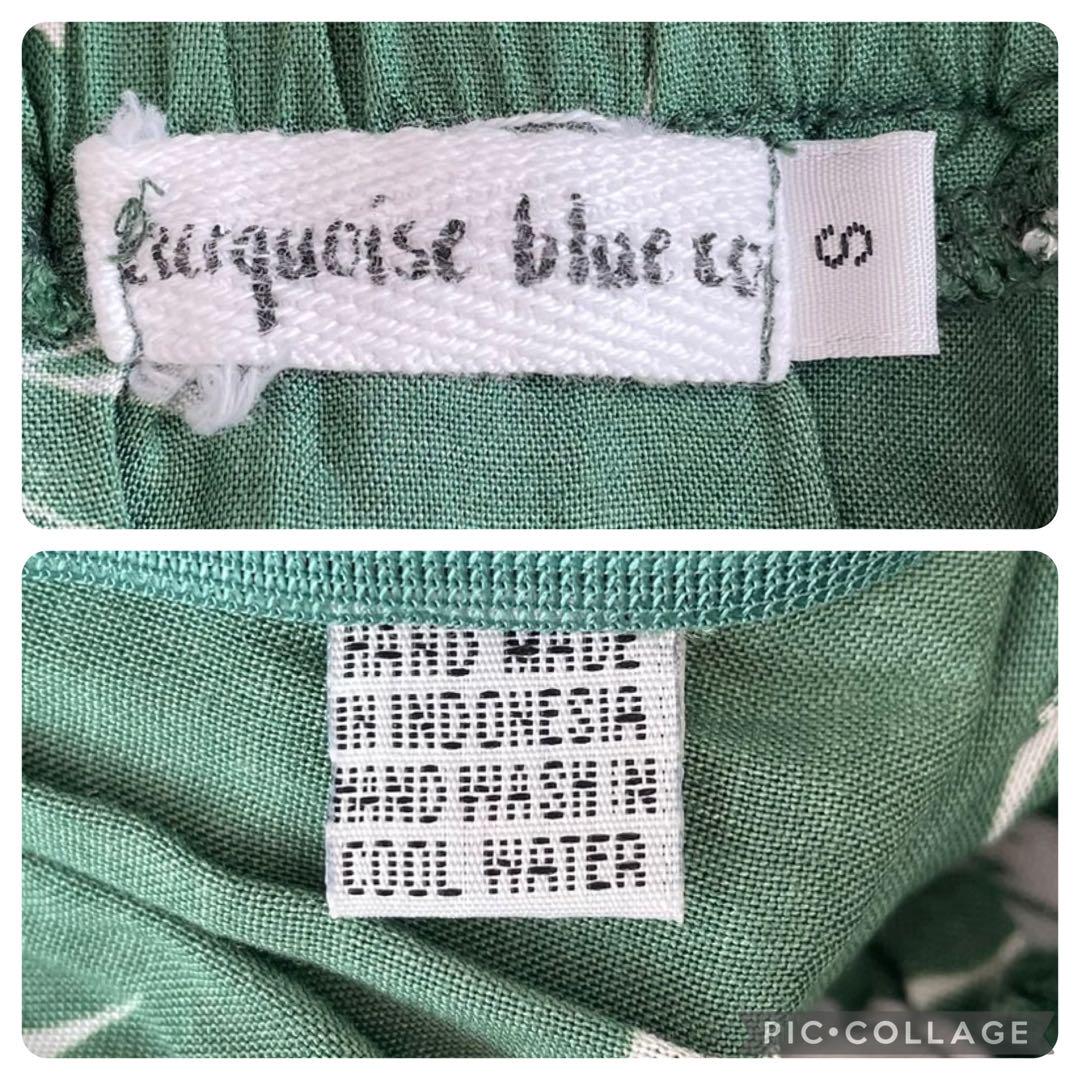 turquoise blue co
S
HAND MADE
IN INDONESIA
HAND WASH IN
COOL WATER
PIC•COLLAGE